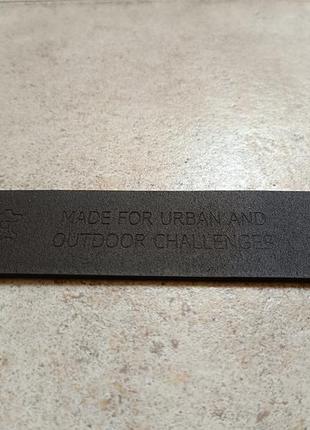 MADE FOR URBAN AND
OUTDOOR CHALLENGES